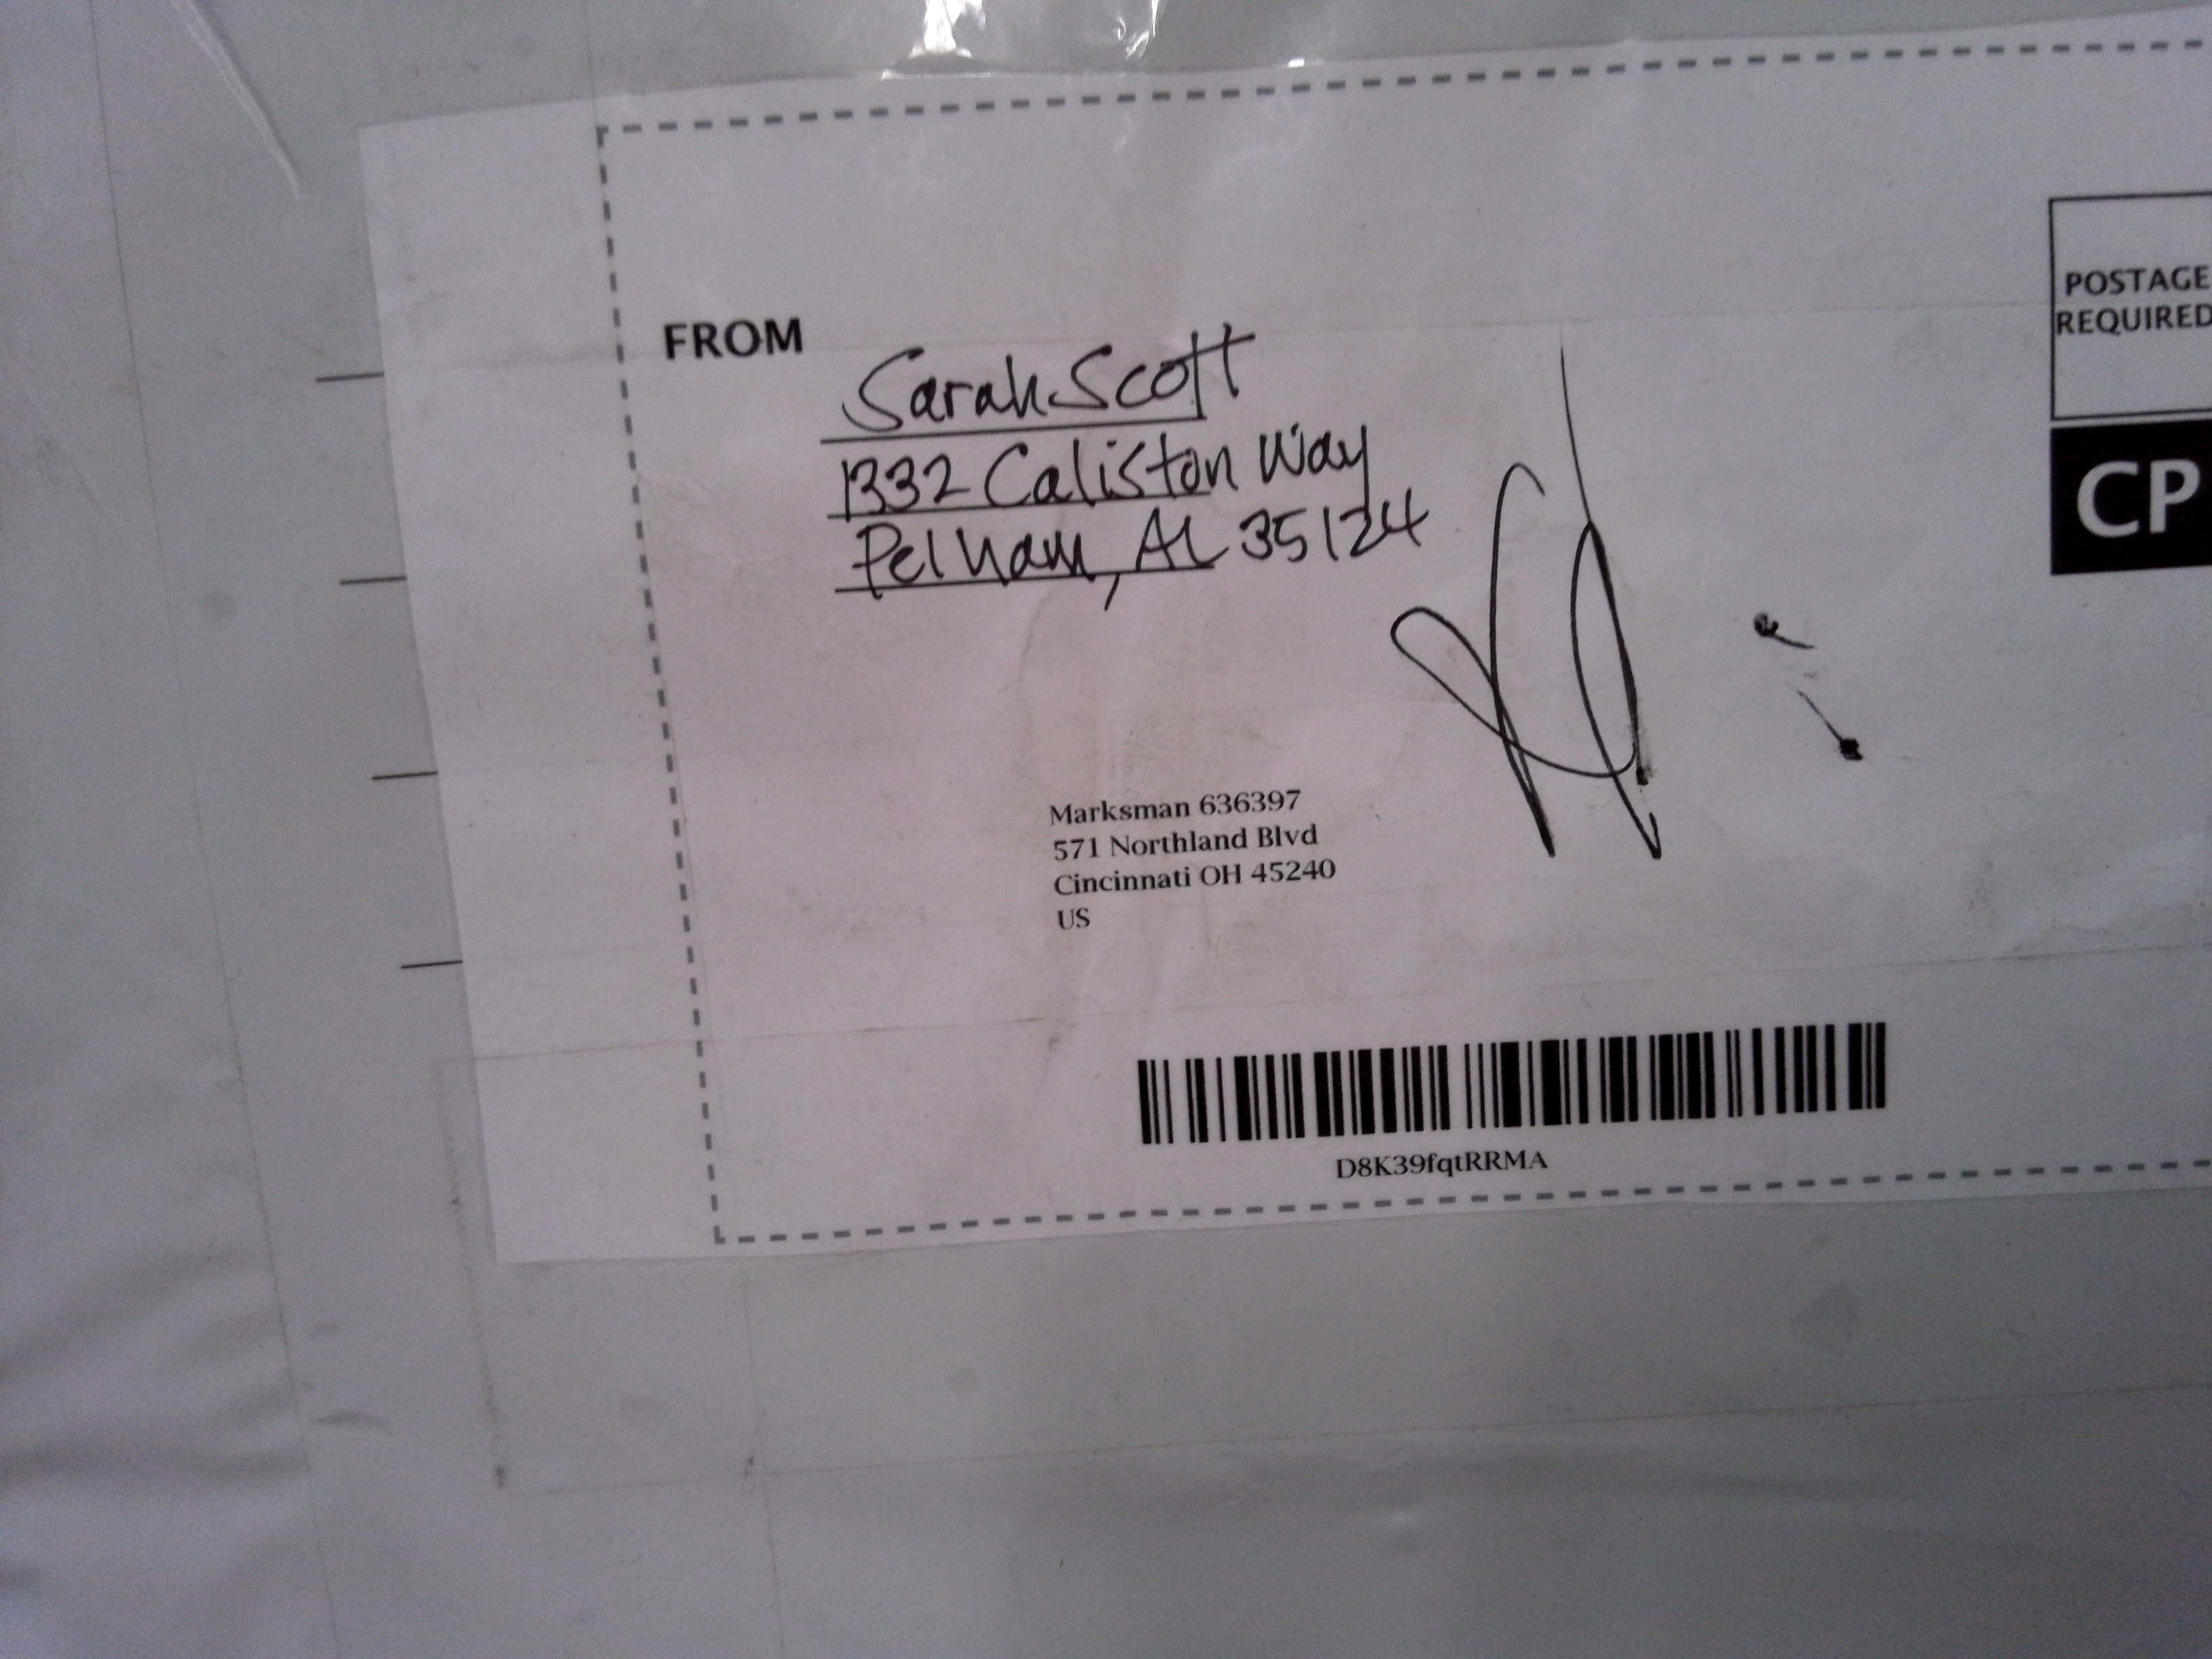 FROM
Sarah Scott
1332 Caliston Way
Pelham, AL 35124
POSTAGE
REQUIRED
CP
Marksman 636397
571 Northland Blvd
Cincinnati OH 45240
US
D8K39fqtRRMA